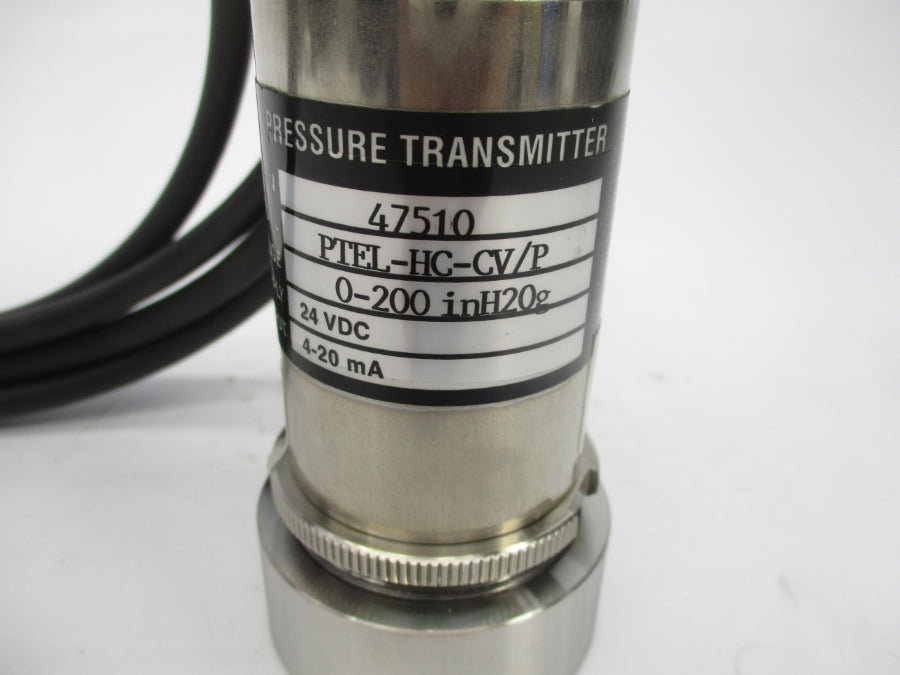 PRESSURE TRANSMITTER
47510
PTEL-HC-CV/P
0-200 inH20g
24 VDC
4-20 mA